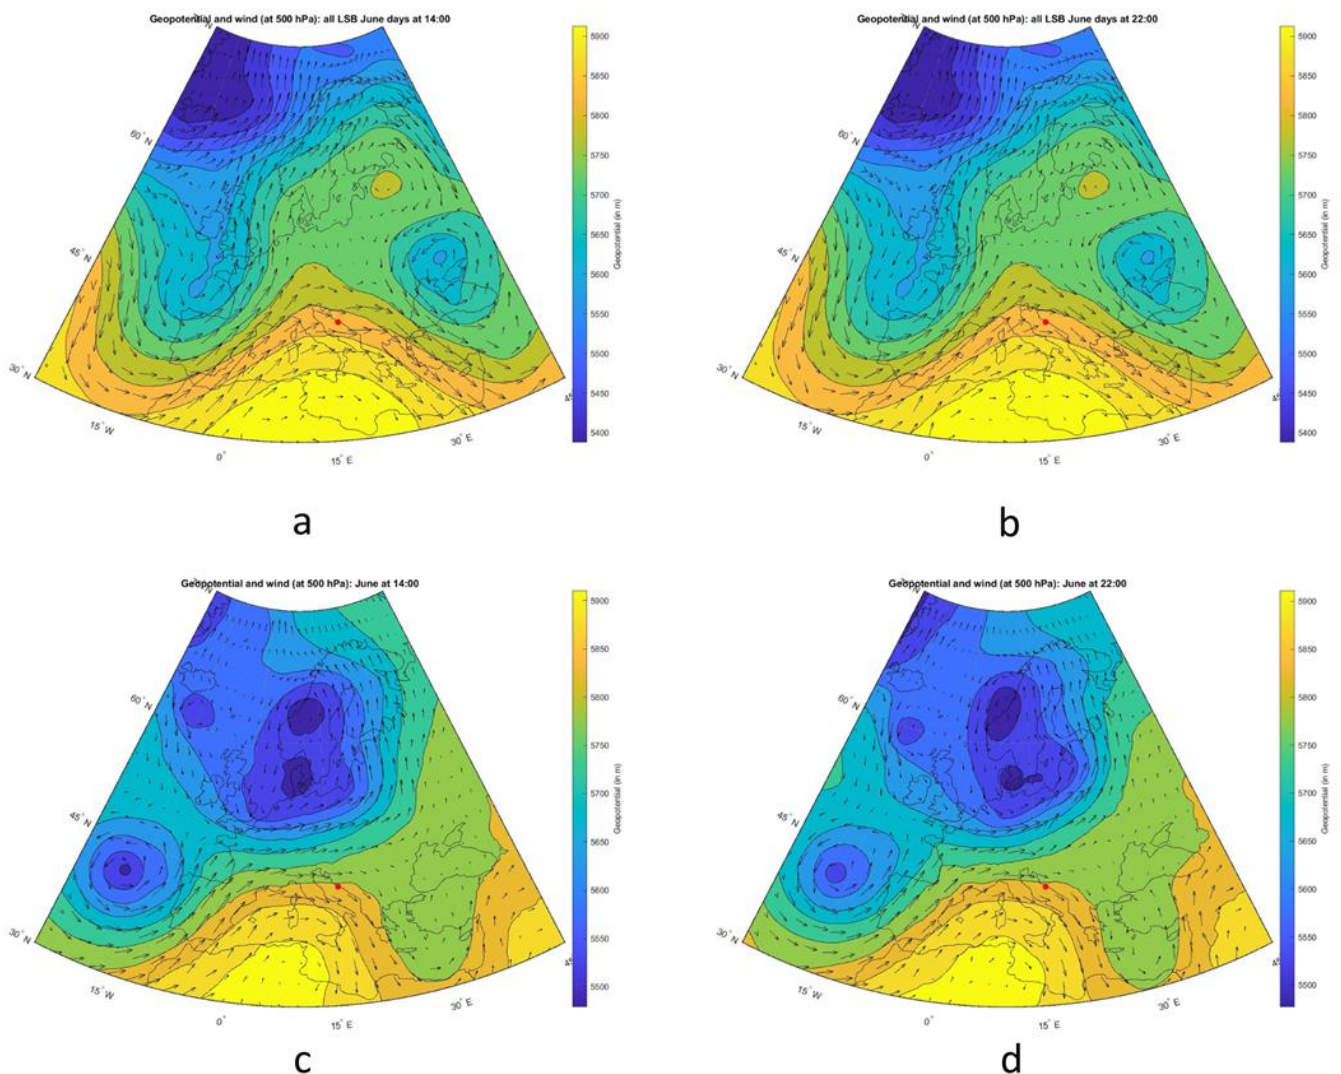 Geopotential and wind (at 500 hPa): all LSB June days at 14:00
5900
5850
5800
5750
5700
5650
5600
5550
5500
5450
5400
Geopotential (in m)
60° N
45° N
30° N
15° W
0°
15° E
30° E
a
Geopotential and wind (at 500 hPa): all LSB June days at 22:00
5900
5850
5800
5750
5700
5650
5600
5550
5500
5450
5400
Geopotential (in m)
60° N
45° N
30° N
15° W
0°
15° E
30° E
b
Geopotential and wind (at 500 hPa): June at 14:00
5900
5850
5800
5750
5700
5650
5600
5550
5500
Geopotential (in m)
60° N
45° N
30° N
15° W
0°
15° E
30° E
c
Geopotential and wind (at 500 hPa): June at 22:00
5900
5850
5800
5750
5700
5650
5600
5550
5500
Geopotential (in m)
60° N
45° N
30° N
15° W
0°
15° E
30° E
d